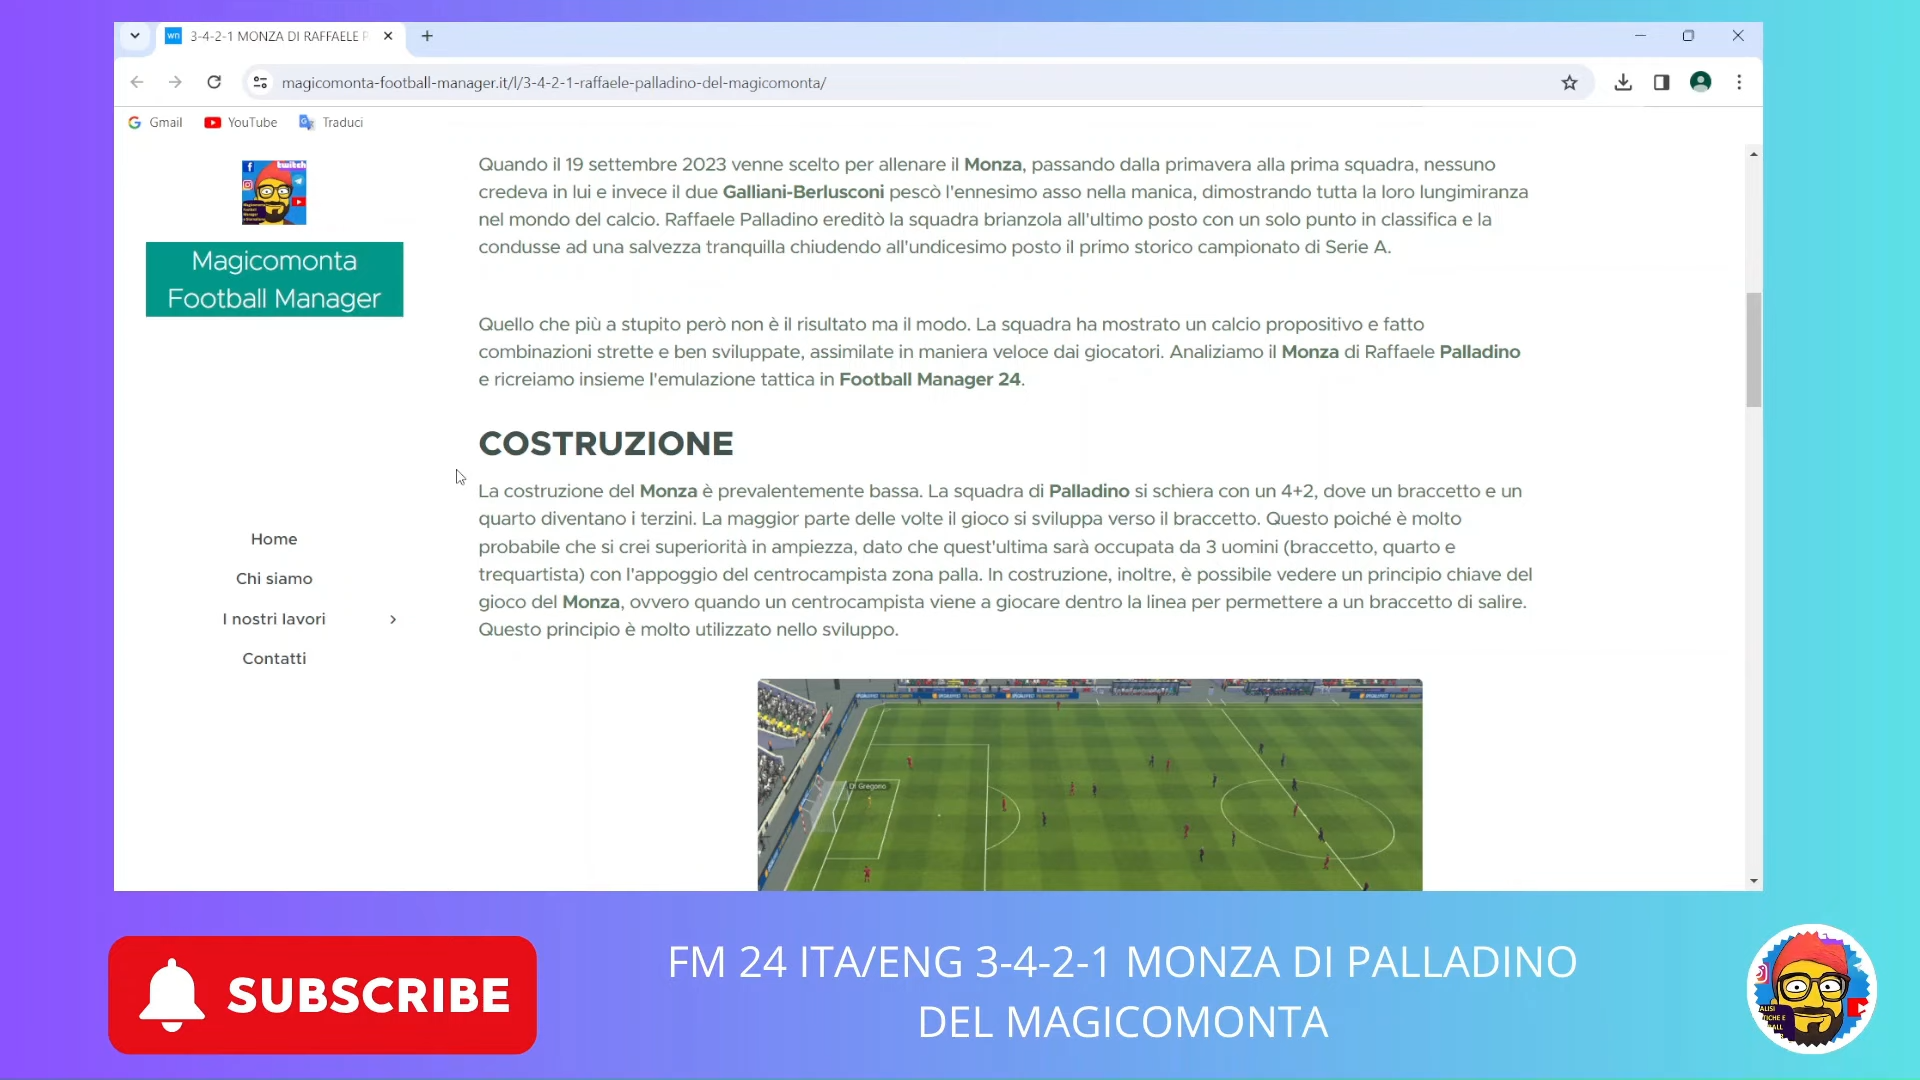 3-4-2-1 MONZA DI RAFFAELE P
magicomonta-football-manager.it/l/3-4-2-1-raffaele-palladino-del-magicomonta/
Gmail YouTube Traduci
twitch
Magicomonta
Football Manager
Home
Chi siamo
I nostri lavori
Contatti
Quando il 19 settembre 2023 venne scelto per allenare il Monza, passando dalla primavera alla prima squadra, nessuno
credeva in lui e invece il due Galliani-Berlusconi pescò l'ennesimo asso nella manica, dimostrando tutta la loro lungimiranza
nel mondo del calcio. Raffaele Palladino ereditò la squadra brianzola all'ultimo posto con un solo punto in classifica e la
condusse ad una salvezza tranquilla chiudendo all'undicesimo posto il primo storico campionato di Serie A.
Quello che più a stupito però non è il risultato ma il modo. La squadra ha mostrato un calcio propositivo e fatto
combinazioni strette e ben sviluppate, assimilate in maniera veloce dai giocatori. Analiziamo il Monza di Raffaele Palladino
e ricreiamo insieme l'emulazione tattica in Football Manager 24.
COSTRUZIONE
La costruzione del Monza è prevalentemente bassa. La squadra di Palladino si schiera con un 4+2, dove un braccetto e un
quarto diventano i terzini. La maggior parte delle volte il gioco si sviluppa verso il braccetto. Questo poiché è molto
probabile che si crei superiorità in ampiezza, dato che quest'ultima sarà occupata da 3 uomini (braccetto, quarto e
trequartista) con l'appoggio del centrocampista zona palla. In costruzione, inoltre, è possibile vedere un principio chiave del
gioco del Monza, ovvero quando un centrocampista viene a giocare dentro la linea per permettere a un braccetto di salire.
Questo principio è molto utilizzato nello sviluppo.
Di Gregorio
SUBSCRIBE
FM 24 ITA/ENG 3-4-2-1 MONZA DI PALLADINO
DEL MAGICOMONTA